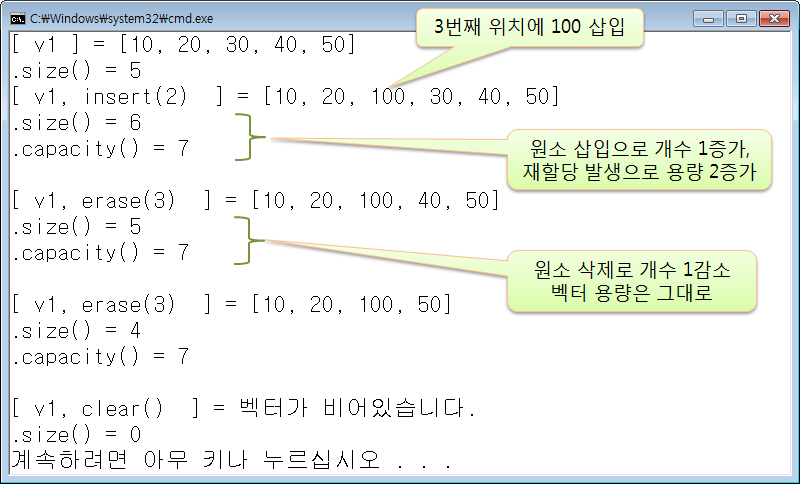 C:\Windows\system32\cmd.exe
[ v1 ] = [10, 20, 30, 40, 50]
.size() = 5
3번째 위치에 100 삽입
[ v1, insert(2)  ] = [10, 20, 100, 30, 40, 50]
.size() = 6
.capacity() = 7
원소 삽입으로 개수 1증가,
재할당 발생으로 용량 2증가
[ v1, erase(3)  ] = [10, 20, 100, 40, 50]
.size() = 5
.capacity() = 7
원소 삭제로 개수 1감소
벡터 용량은 그대로
[ v1, erase(3)  ] = [10, 20, 100, 50]
.size() = 4
.capacity() = 7
[ v1, clear()  ] = 벡터가 비어있습니다.
.size() = 0
계속하려면 아무 키나 누르십시오 . . .